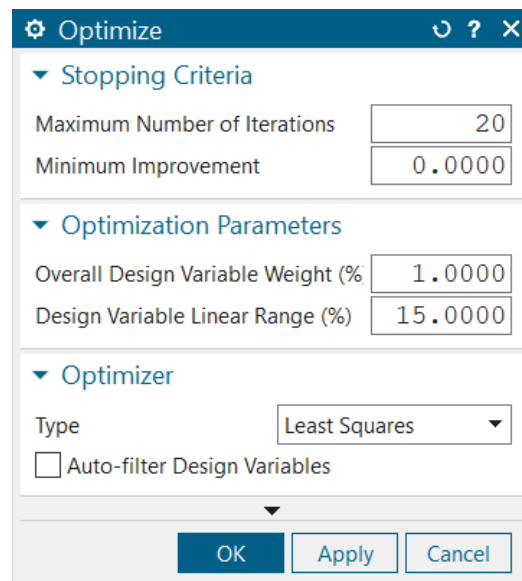 Optimize ?
Stopping Criteria
Maximum Number of Iterations 20
Minimum Improvement 0.0000
Optimization Parameters
Overall Design Variable Weight (% 1.0000
Design Variable Linear Range (%) 15.0000
Optimizer
Type Least Squares
Auto-filter Design Variables
OK Apply Cancel